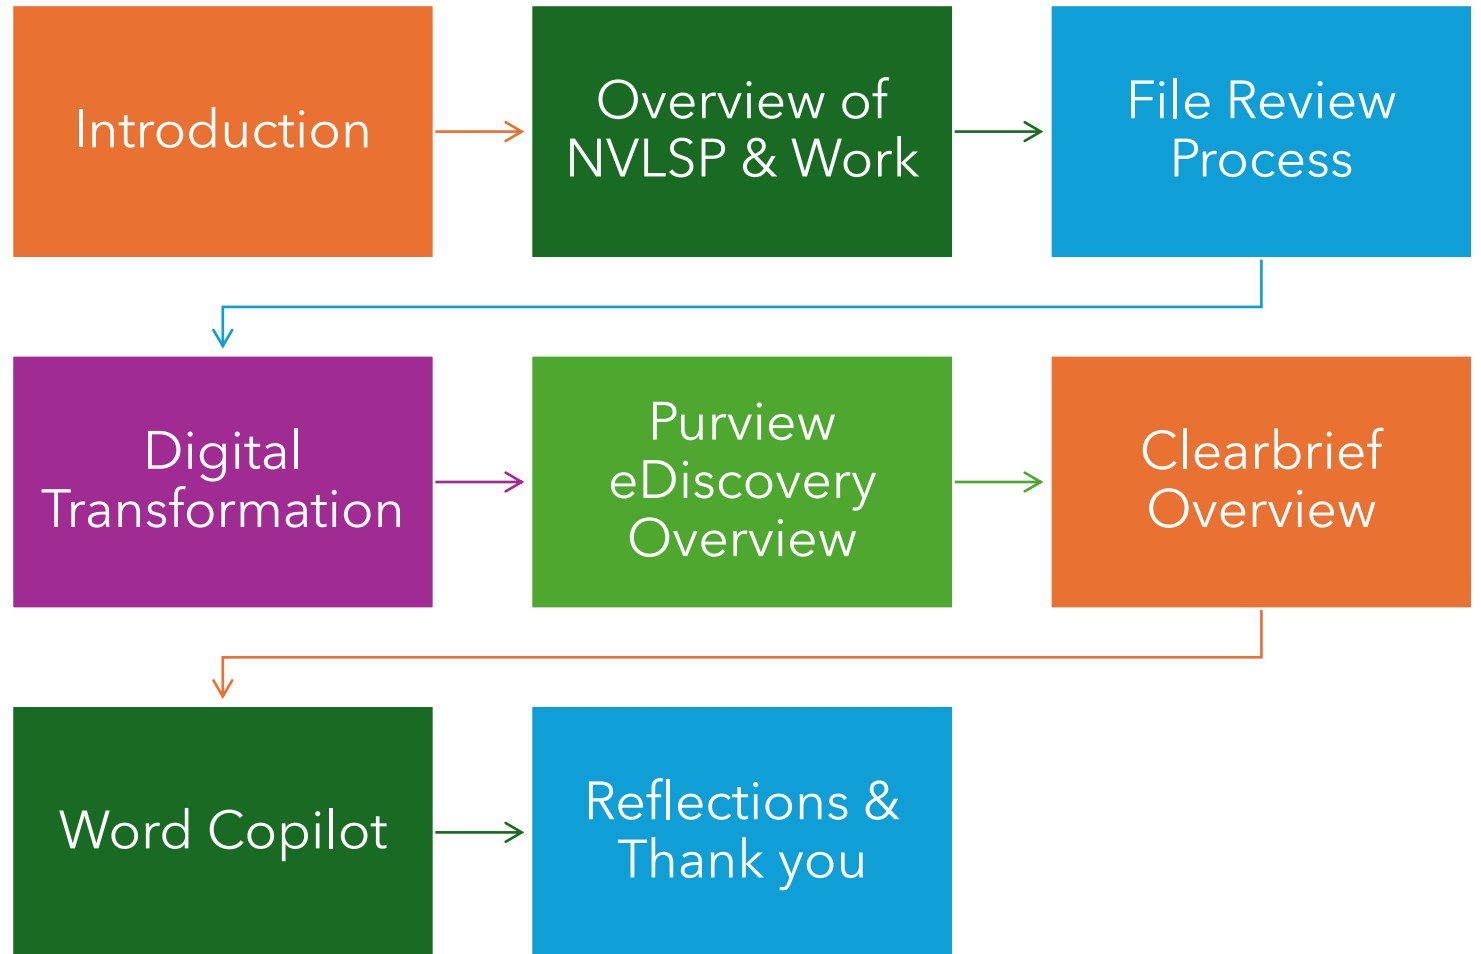 Introduction
Overview of
NVLSP & Work
File Review
Process
Digital
Transformation
Purview
eDiscovery
Overview
Clearbrief
Overview
Word Copilot
Reflections &
Thank you